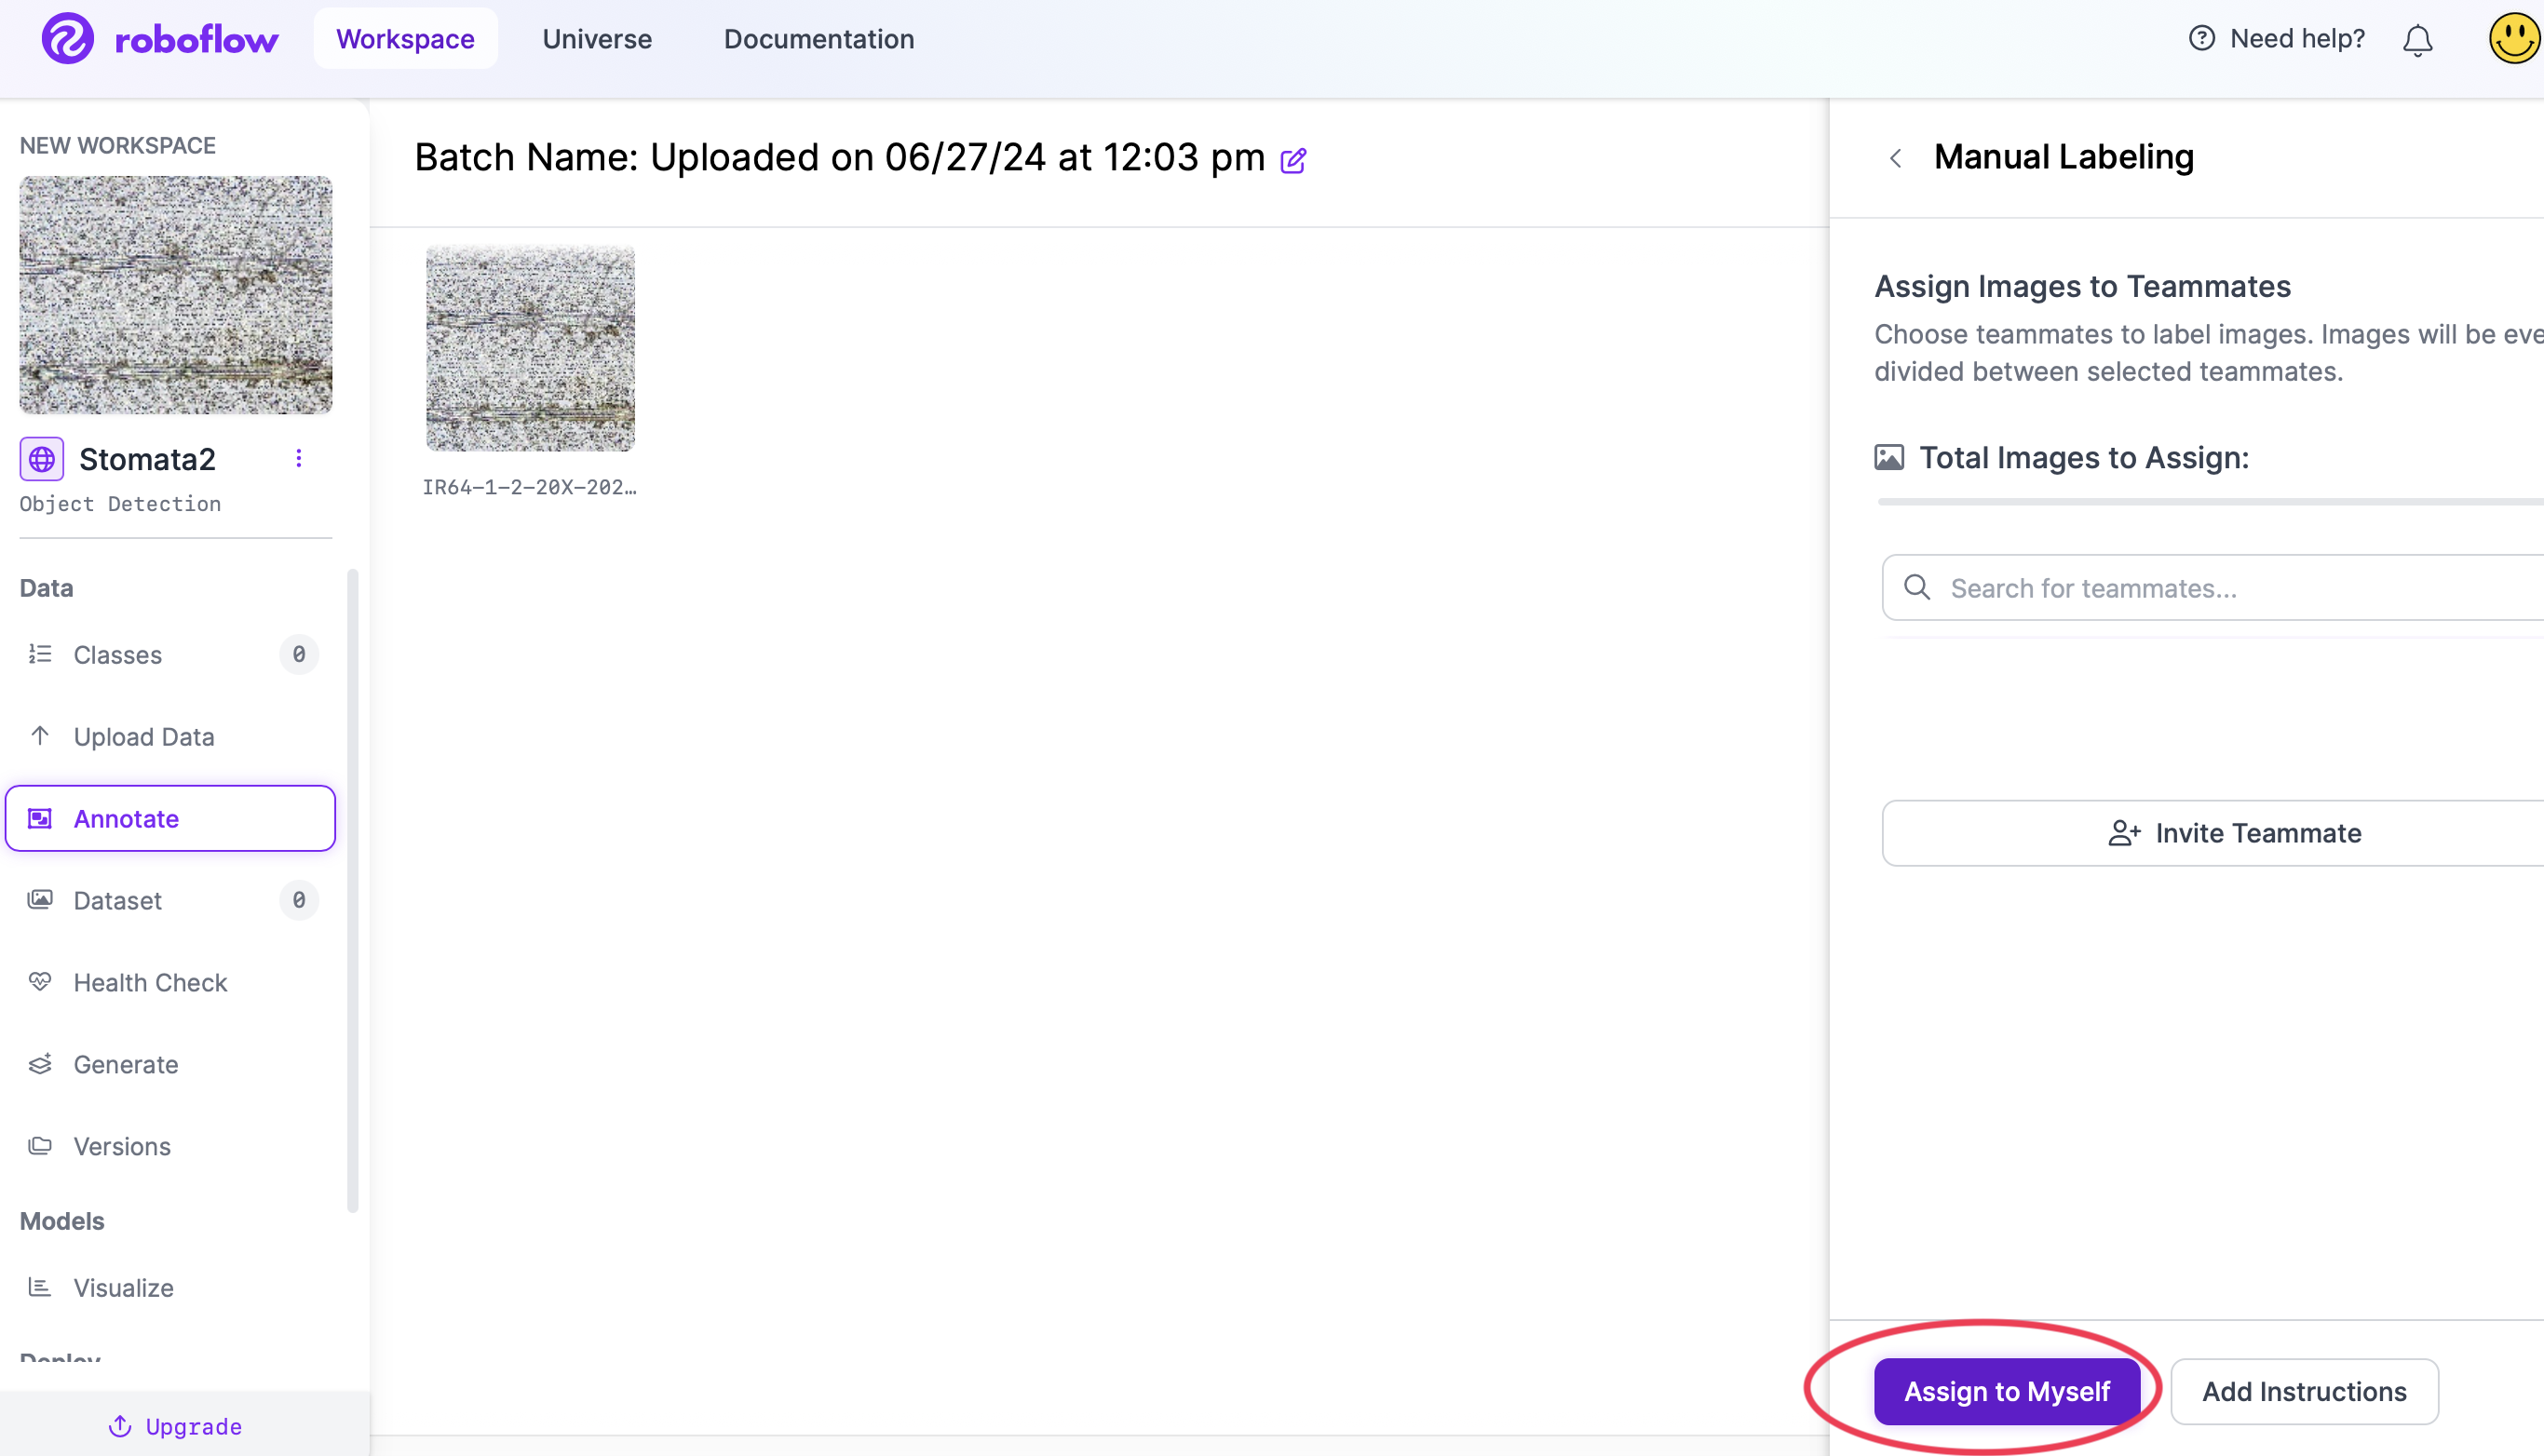 roboflow
Workspace
Universe
Documentation
Need help?
NEW WORKSPACE
Stomata2
Object Detection
Data
Classes 0
Upload Data
Annotate
Dataset 0
Health Check
Generate
Versions
Models
Visualize
Deploy
Upgrade
Batch Name: Uploaded on 06/27/24 at 12:03 pm
IR64-1-2-20X-202…
Manual Labeling
Assign Images to Teammates
Choose teammates to label images. Images will be eve
divided between selected teammates.
Total Images to Assign:
Search for teammates...
Invite Teammate
Assign to Myself
Add Instructions